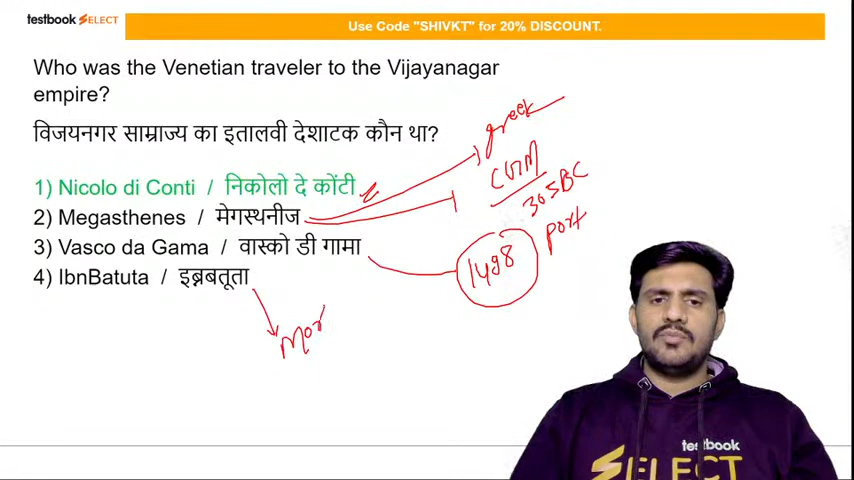 testbook SELECT
Use Code "SHIVKT" for 20% DISCOUNT.
Who was the Venetian traveler to the Vijayanagar
empire?
विजयनगर साम्राज्य का इतालवी देशाटक कौन था?
1) Nicolo di Conti / निकोलो दे कोंटी
2) Megasthenes / मेगस्थनीज
3) Vasco da Gama / वास्को डी गामा
4) IbnBatuta / इब्नबतूता
greek
CGM
305BC
port
1498
Mor
testbook
SELECT